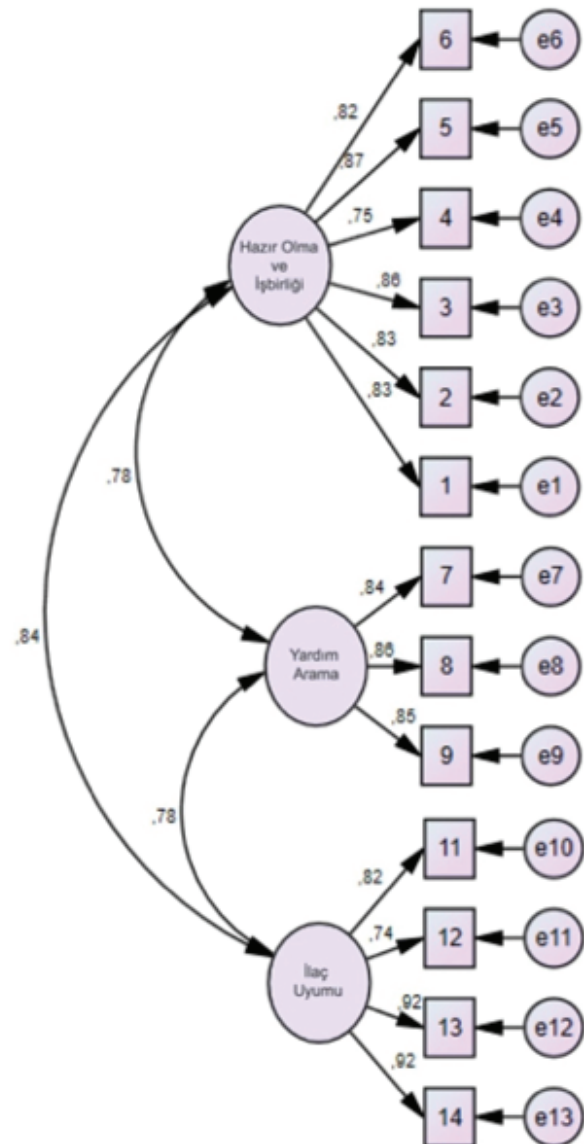 6 e6
,82
5 e5
,87
,75 4 e4
Hazır Olma
ve
İşbirliği
,86 3 e3
,83
2 e2
,83
1 e1
,78
7 e7
,84
,84
Yardım
Arama
,86 8 e8
,85
9 e9
,78
11 e10
,82
,74 12 e11
İlaç
Uyumu
,92 13 e12
,92
14 e13